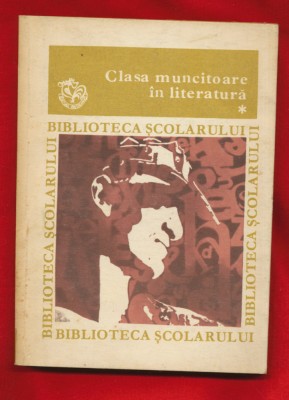 Clasa muncitoare
în literatură
*
BIBLIOTECA ŞCOLARULUI
BIBLIOTECA ŞCOLARULUI
BIBLIOTECA ŞCOLARULUI
BIBLIOTECA ŞCOLARULUI